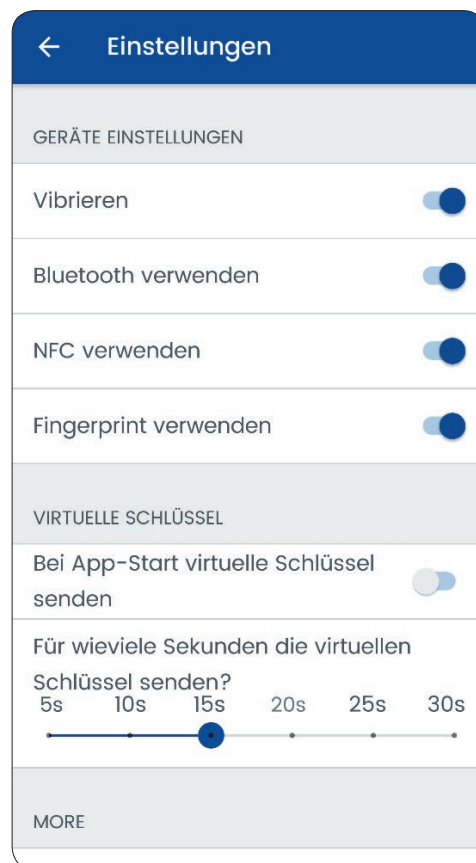 Einstellungen
GERÄTE EINSTELLUNGEN
Vibrieren
Bluetooth verwenden
NFC verwenden
Fingerprint verwenden
VIRTUELLE SCHLÜSSEL
Bei App-Start virtuelle Schlüssel
senden
Für wieviele Sekunden die virtuellen
Schlüssel senden?
5s 10s 15s 20s 25s 30s
MORE